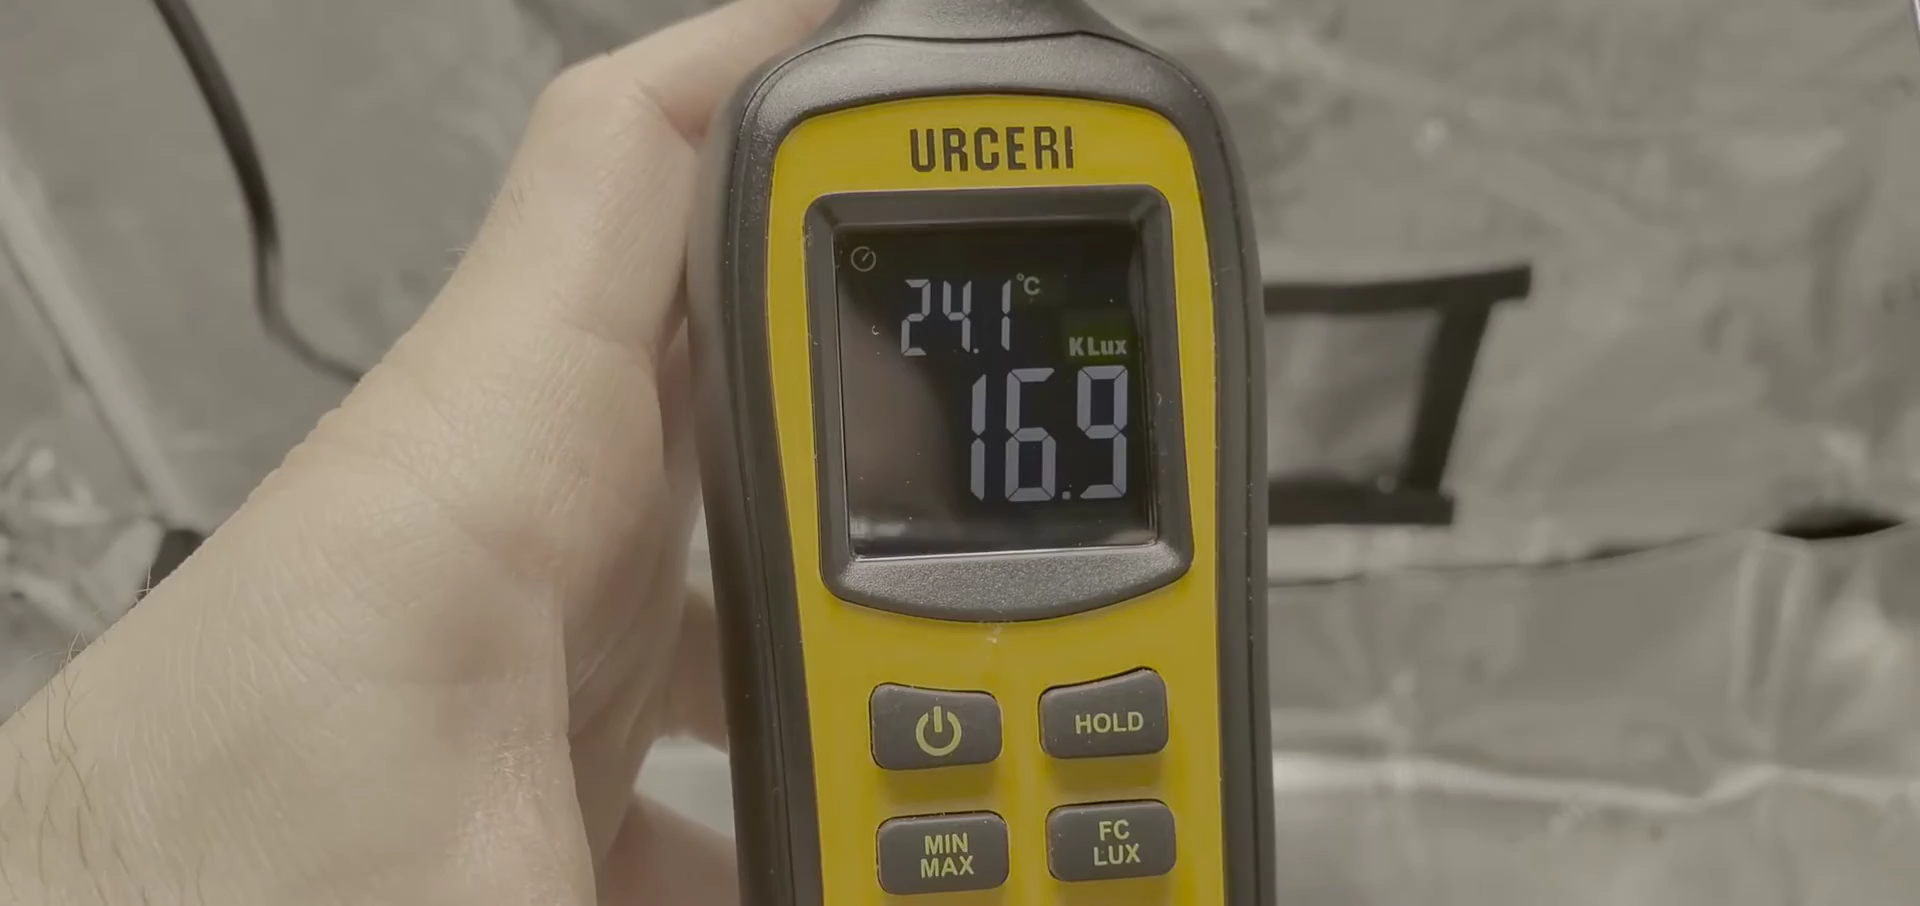 URCERI
24.1 °C
KLux
16.9
HOLD
MIN
MAX
FC
LUX